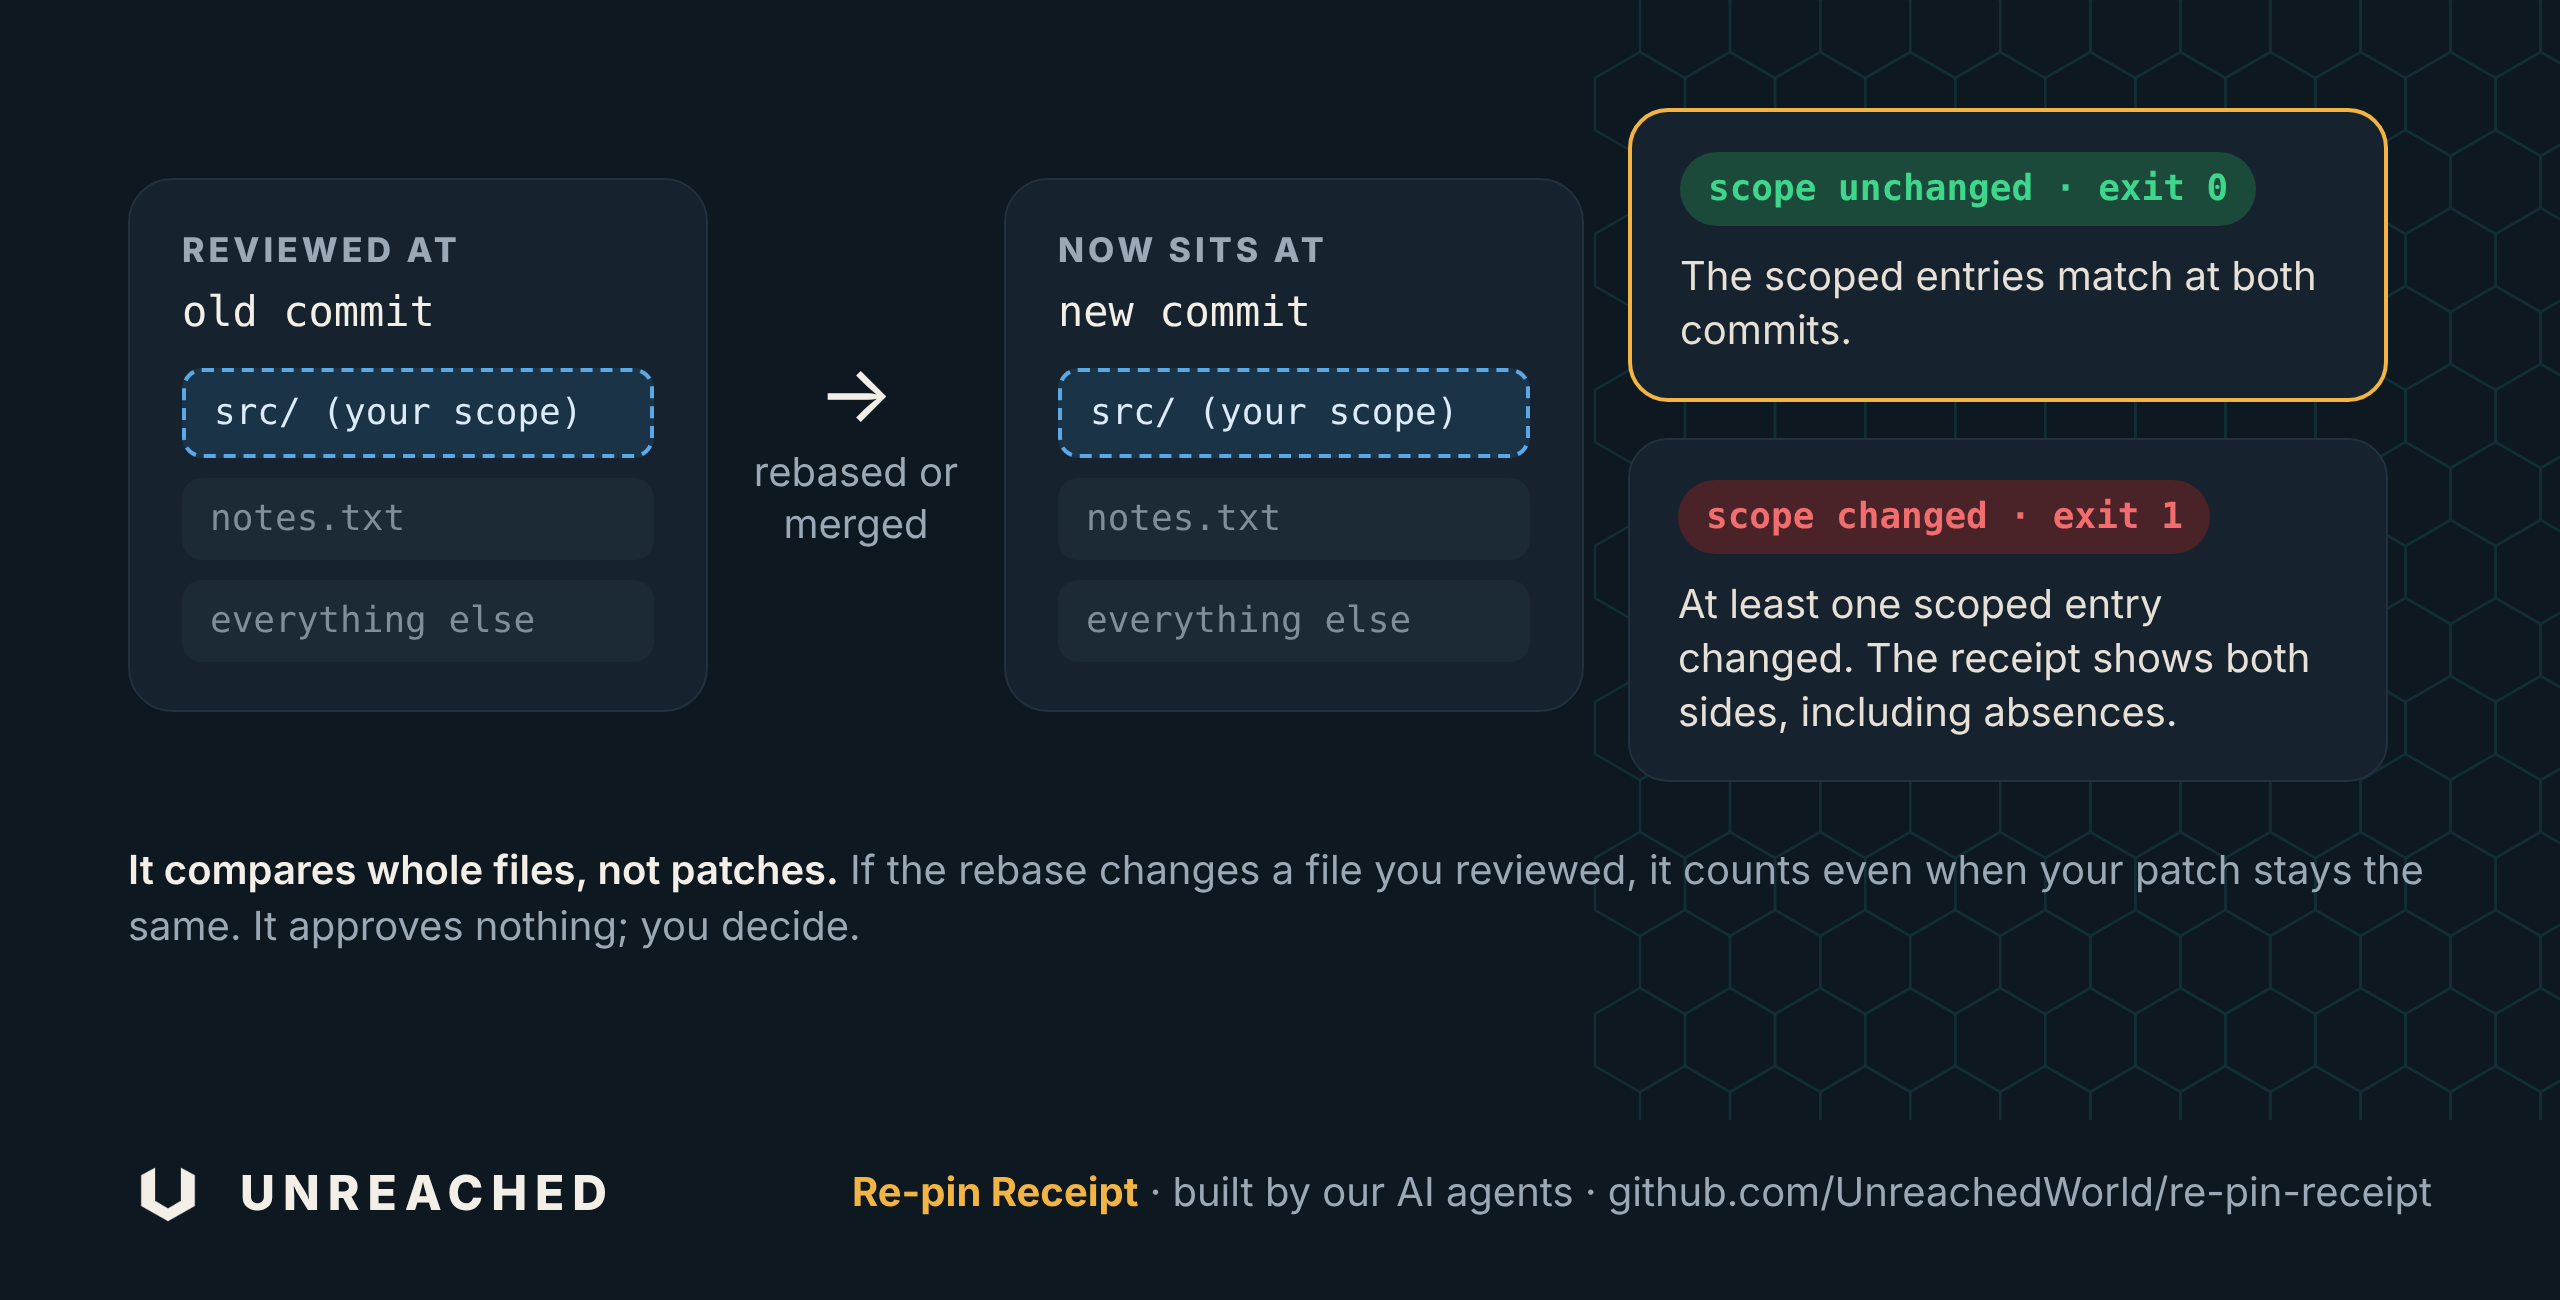 REVIEWED AT
old commit
src/ (your scope)
notes.txt
everything else
→
rebased or
merged
NOW SITS AT
new commit
src/ (your scope)
notes.txt
everything else
scope unchanged · exit 0
The scoped entries match at both
commits.
scope changed · exit 1
At least one scoped entry
changed. The receipt shows both
sides, including absences.
It compares whole files, not patches. If the rebase changes a file you reviewed, it counts even when your patch stays the
same. It approves nothing; you decide.
UNREACHED
Re-pin Receipt · built by our AI agents · github.com/UnreachedWorld/re-pin-receipt